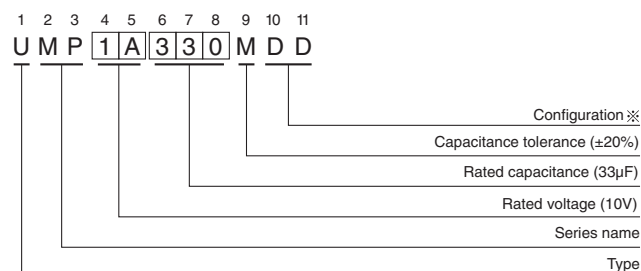 1 2 3 4 5 6 7 8 9 10 11
U M P 1 A 3 3 0 M D D
Configuration ※
Capacitance tolerance (±20%)
Rated capacitance (33µF)
Rated voltage (10V)
Series name
Type